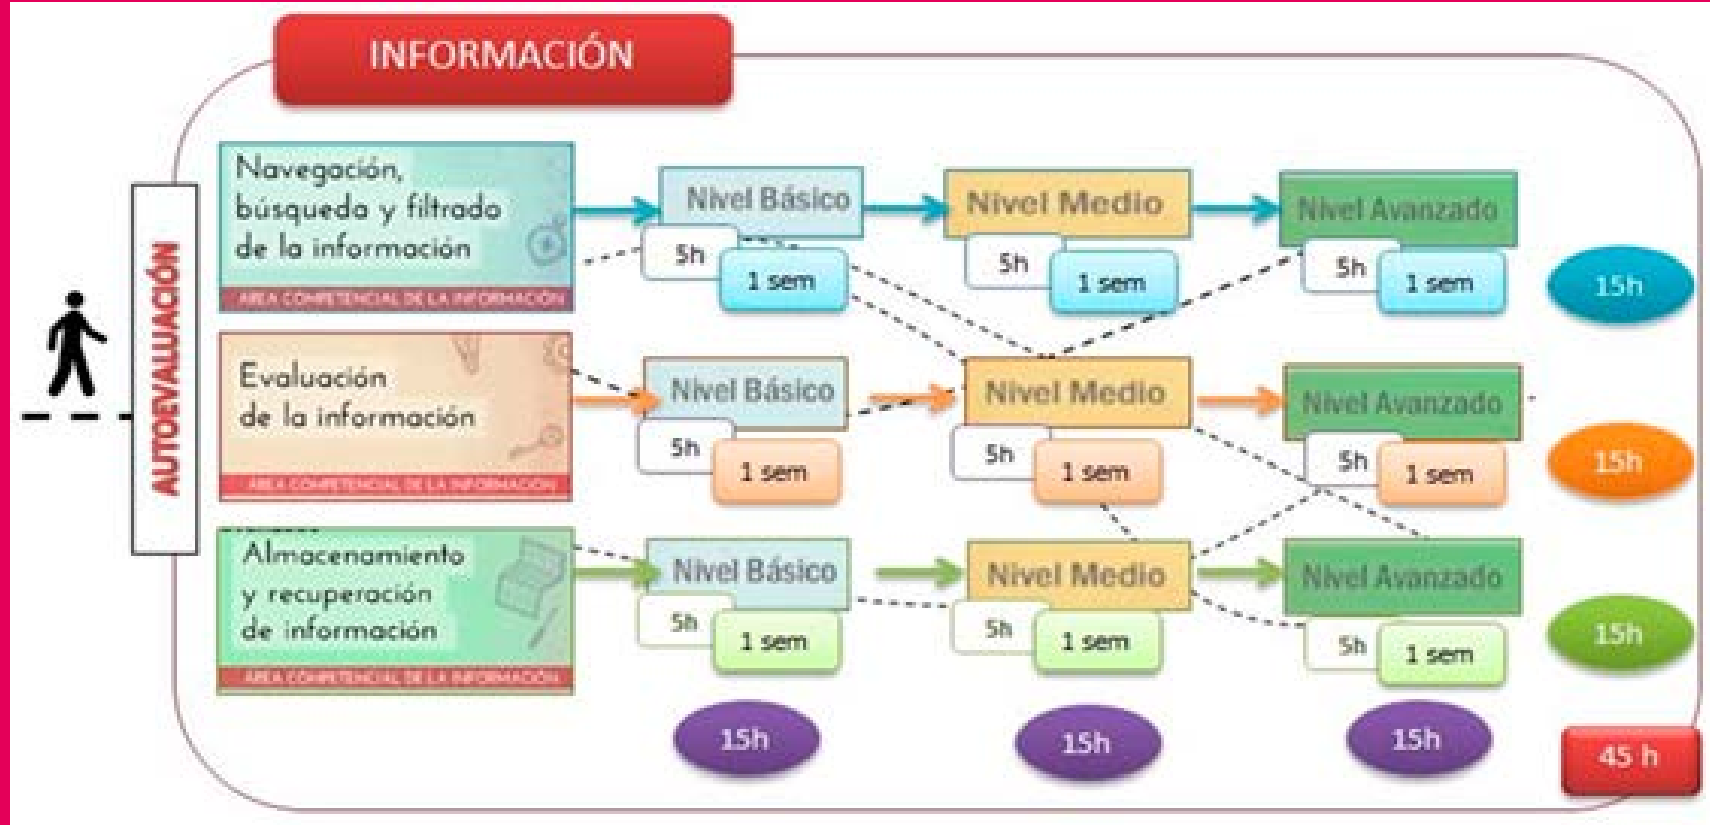 INFORMACIÓN
AUTOEVALUACIÓN
Navegación,
búsqueda y filtrado
de la información
ÁREA COMPETENCIAL DE LA INFORMACIÓN
Nivel Básico
5h
1 sem
Nivel Medio
5h
1 sem
Nivel Avanzado
5h
1 sem
15h
Evaluación
de la información
ÁREA COMPETENCIAL DE LA INFORMACIÓN
Nivel Básico
5h
1 sem
Nivel Medio
5h
1 sem
Nivel Avanzado
5h
1 sem
15h
Almacenamiento
y recuperación
de información
ÁREA COMPETENCIAL DE LA INFORMACIÓN
Nivel Básico
5h
1 sem
Nivel Medio
5h
1 sem
Nivel Avanzado
5h
1 sem
15h
15h
15h
15h
45 h